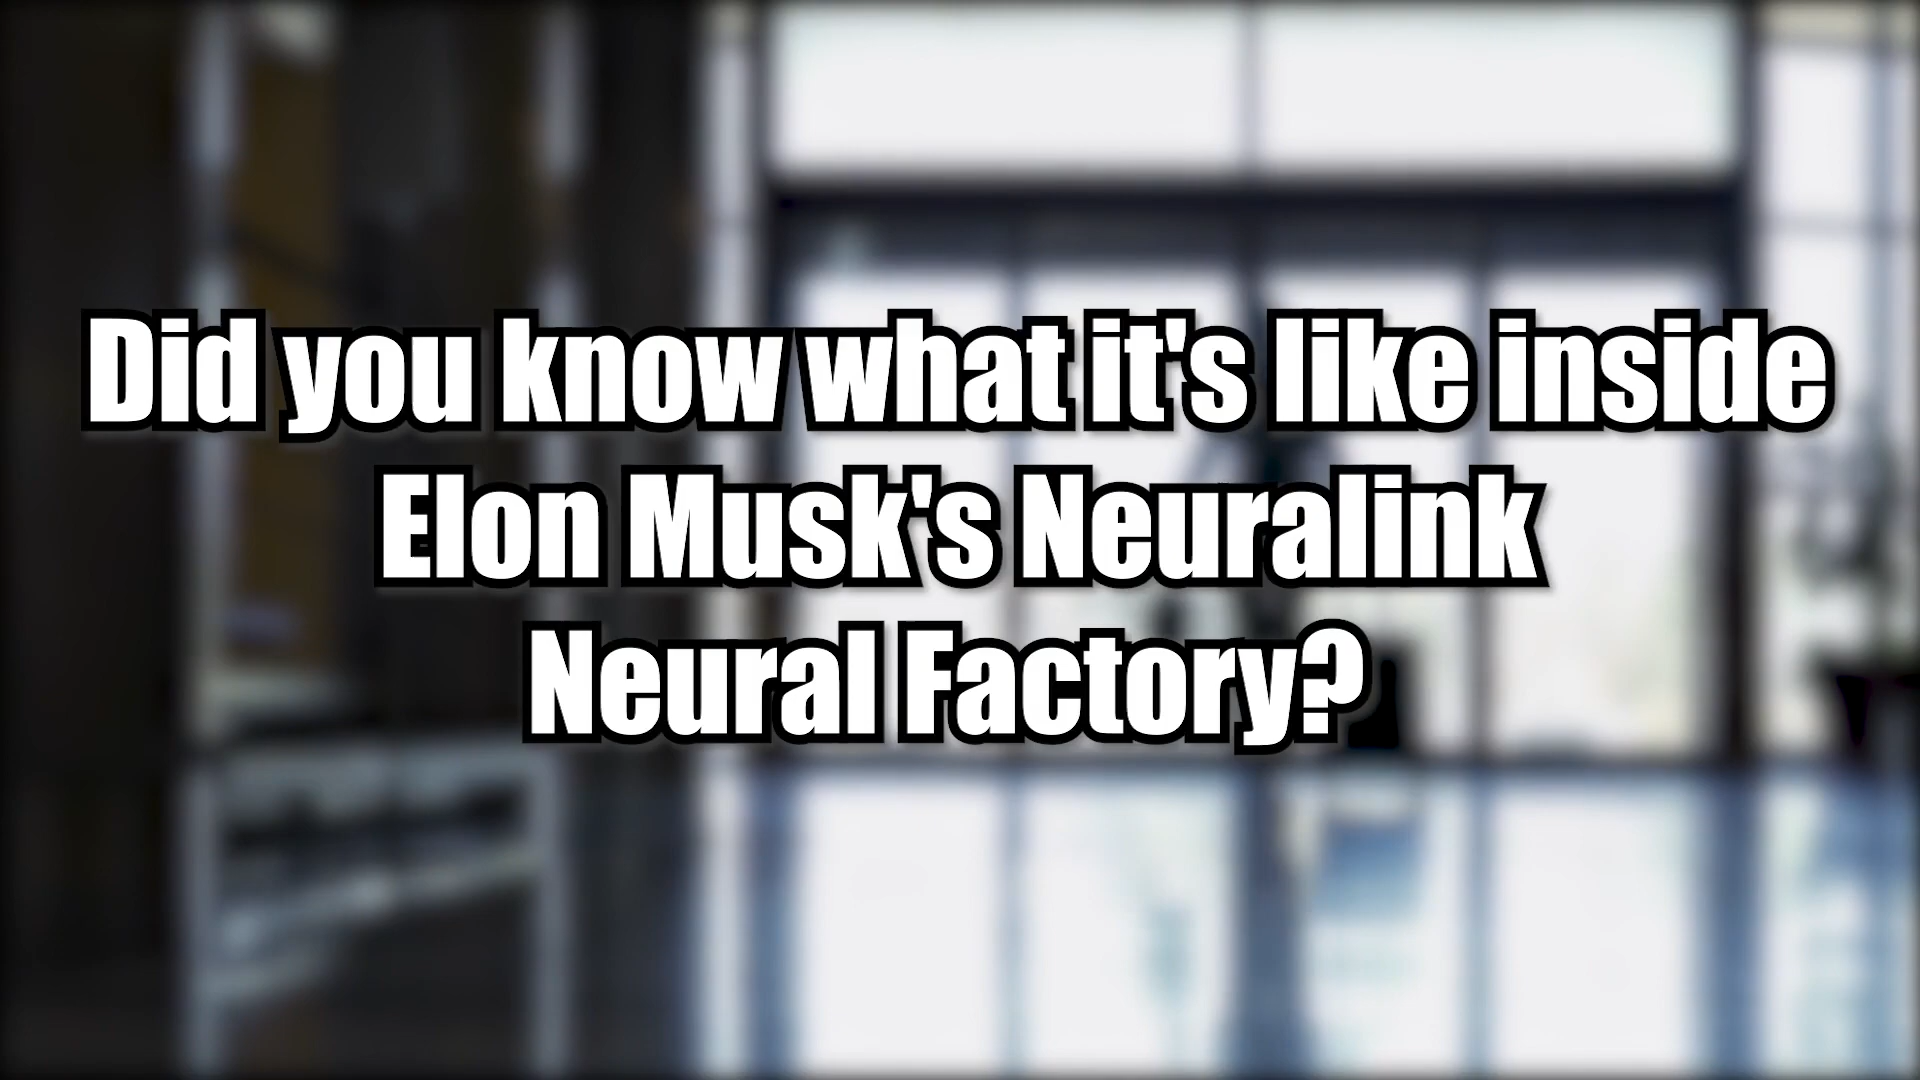 Did you know what it's like inside
Elon Musk's Neuralink
Neural Factory?